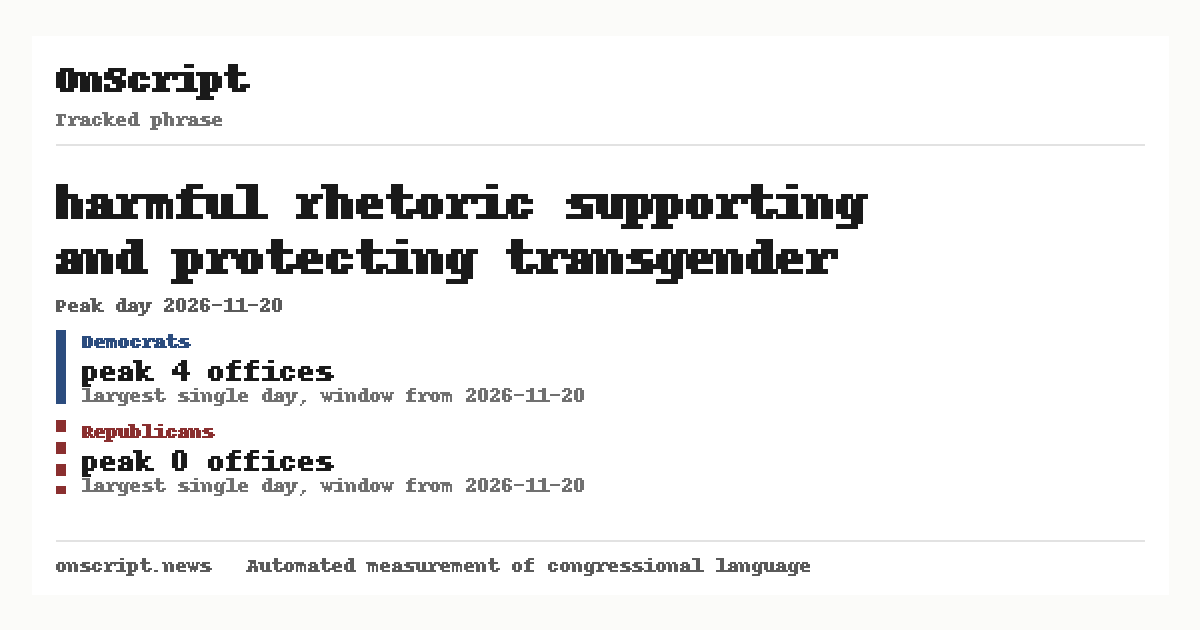 OnScript
Tracked phrase
harmful rhetoric supporting
and protecting transgender
Peak day 2026-11-20
Democrats
peak 4 offices
largest single day, window from 2026-11-20
Republicans
peak 0 offices
largest single day, window from 2026-11-20
onscript.news Automated measurement of congressional language